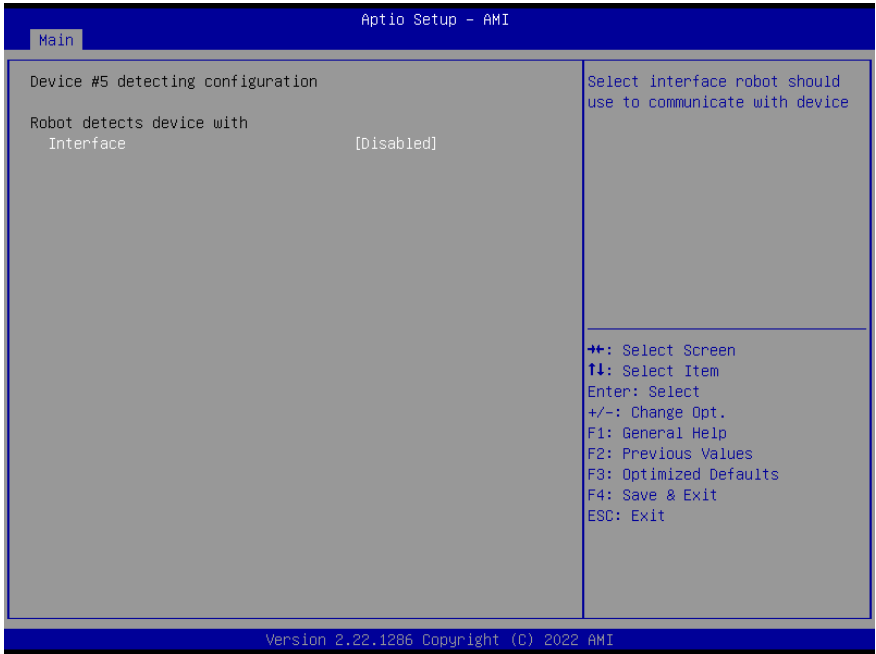 Aptio Setup – AMI
Main
Device #5 detecting configuration
Robot detects device with
Interface [Disabled]
Select interface robot should
use to communicate with device
→←: Select Screen
↑↓: Select Item
Enter: Select
+/-: Change Opt.
F1: General Help
F2: Previous Values
F3: Optimized Defaults
F4: Save & Exit
ESC: Exit
Version 2.22.1286 Copyright (C) 2022 AMI